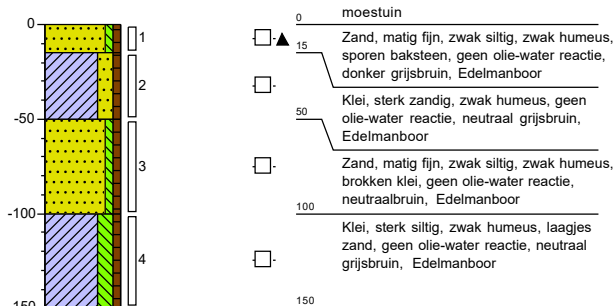 moestuin
0
0
1
Zand, matig fijn, zwak siltig, zwak humeus,
sporen baksteen, geen olie-water reactie,
donker grijsbruin, Edelmanboor
15
2
Klei, sterk zandig, zwak humeus, geen
olie-water reactie, neutraal grijsbruin,
Edelmanboor
-50
50
3
Zand, matig fijn, zwak siltig, zwak humeus,
brokken klei, geen olie-water reactie,
neutraalbruin, Edelmanboor
-100
100
4
Klei, sterk siltig, zwak humeus, laagjes
zand, geen olie-water reactie, neutraal
grijsbruin, Edelmanboor
-150
150